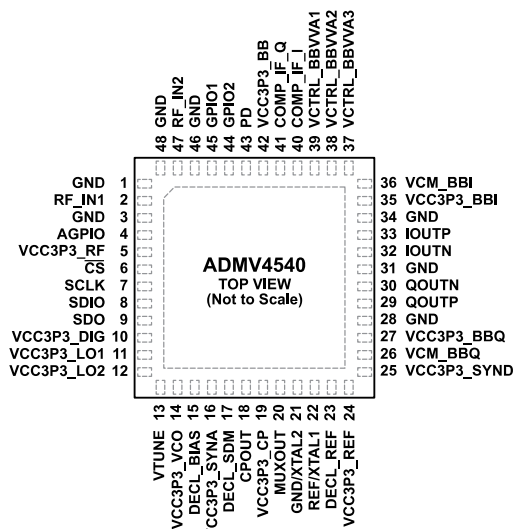 48 GND
47 RF_IN2
46 GND
45 GPIO1
44 GPIO2
43 PD
42 VCC3P3_BB
41 COMP_IF_Q
40 COMP_IF_I
39 VCTRL_BBVVA1
38 VCTRL_BBVVA2
37 VCTRL_BBVVA3
GND 1
RF_IN1 2
GND 3
AGPIO 4
VCC3P3_RF 5
CS 6
SCLK 7
SDIO 8
SDO 9
VCC3P3_DIG 10
VCC3P3_LO1 11
VCC3P3_LO2 12
ADMV4540
TOP VIEW
(Not to Scale)
36 VCM_BBI
35 VCC3P3_BBI
34 GND
33 IOUTP
32 IOUTN
31 GND
30 QOUTN
29 QOUTP
28 GND
27 VCC3P3_BBQ
26 VCM_BBQ
25 VCC3P3_SYND
VTUNE 13
VCC3P3_VCO 14
DECL_BIAS 15
VCC3P3_SYNA 16
DECL_SDM 17
CPOUT 18
VCC3P3_CP 19
MUXOUT 20
GND/XTAL2 21
REF/XTAL1 22
DECL_REF 23
VCC3P3_REF 24